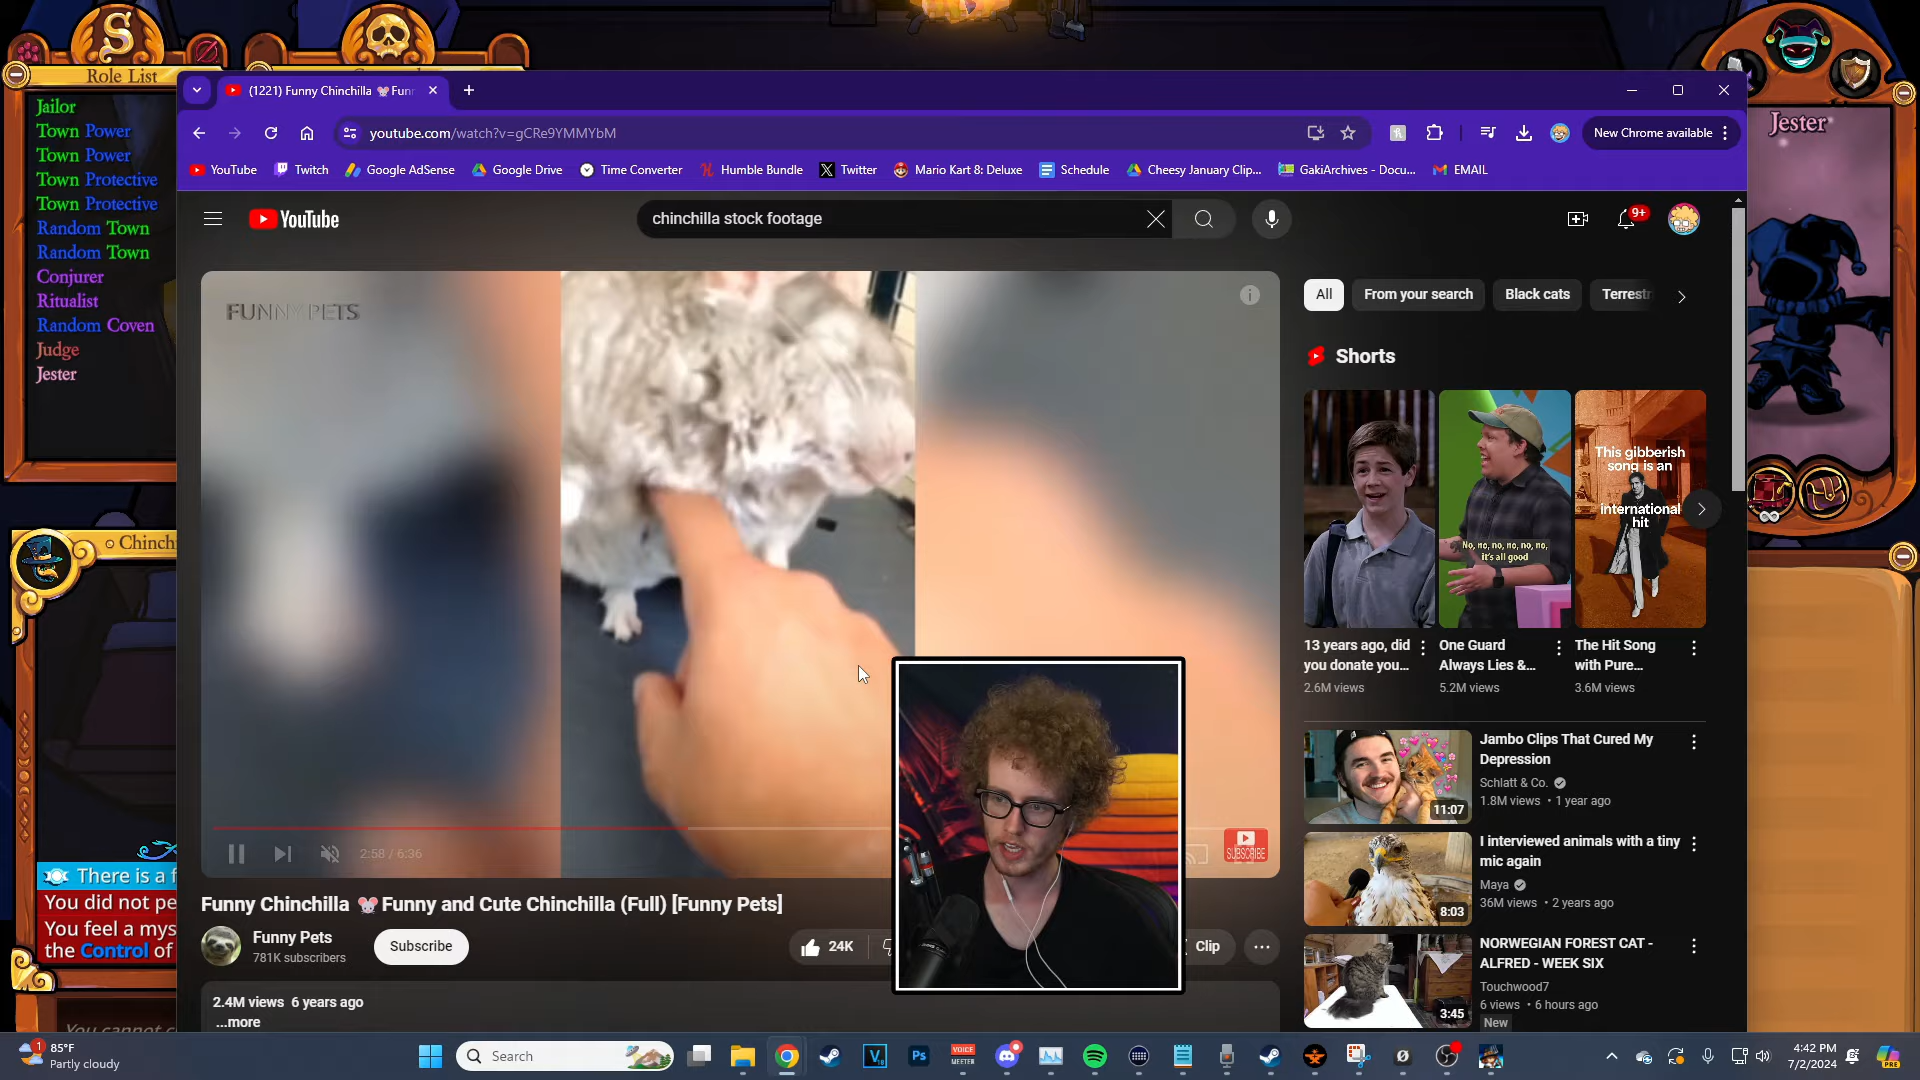 Role List
Jailor
Town Power
Town Power
Town Protective
Town Protective
Random Town
Random Town
Conjurer
Ritualist
Random Coven
Judge
Jester
Jester
(1221) Funny Chinchilla 🐭Fun
New Chrome available
youtube.com/watch?v=gCRe9YMMYbM
YouTube
Twitch
Google AdSense
Google Drive
Time Converter
Humble Bundle
Twitter
Mario Kart 8: Deluxe
Schedule
Cheesy January Clip...
GakiArchives - Docu...
EMAIL
YouTube
chinchilla stock footage
9+
FUNNY PETS
2:58 / 6:36
SUBSCRIBE
Funny Chinchilla 🐭Funny and Cute Chinchilla (Full) [Funny Pets]
Funny Pets
781K subscribers
Subscribe
24K
Clip
2.4M views 6 years ago
...more
All
From your search
Black cats
Terrestr
Shorts
No, no, no, no, no, no,
it's all good
This gibberish
song is an
international
hit
13 years ago, did
you donate you...
2.6M views
One Guard
Always Lies &...
5.2M views
The Hit Song
with Pure...
3.6M views
11:07
Jambo Clips That Cured My
Depression
Schlatt & Co.
1.8M views • 1 year ago
8:03
I interviewed animals with a tiny
mic again
Maya
36M views • 2 years ago
3:45
NORWEGIAN FOREST CAT -
ALFRED - WEEK SIX
Touchwood7
6 views • 6 hours ago
New
Chinchi
There is a f
You did not pe
You feel a mys
the Control of
You cannot c
1
85°F
Partly cloudy
Search
Ps
VOICE
MEETER
4:42 PM
7/2/2024
PRE